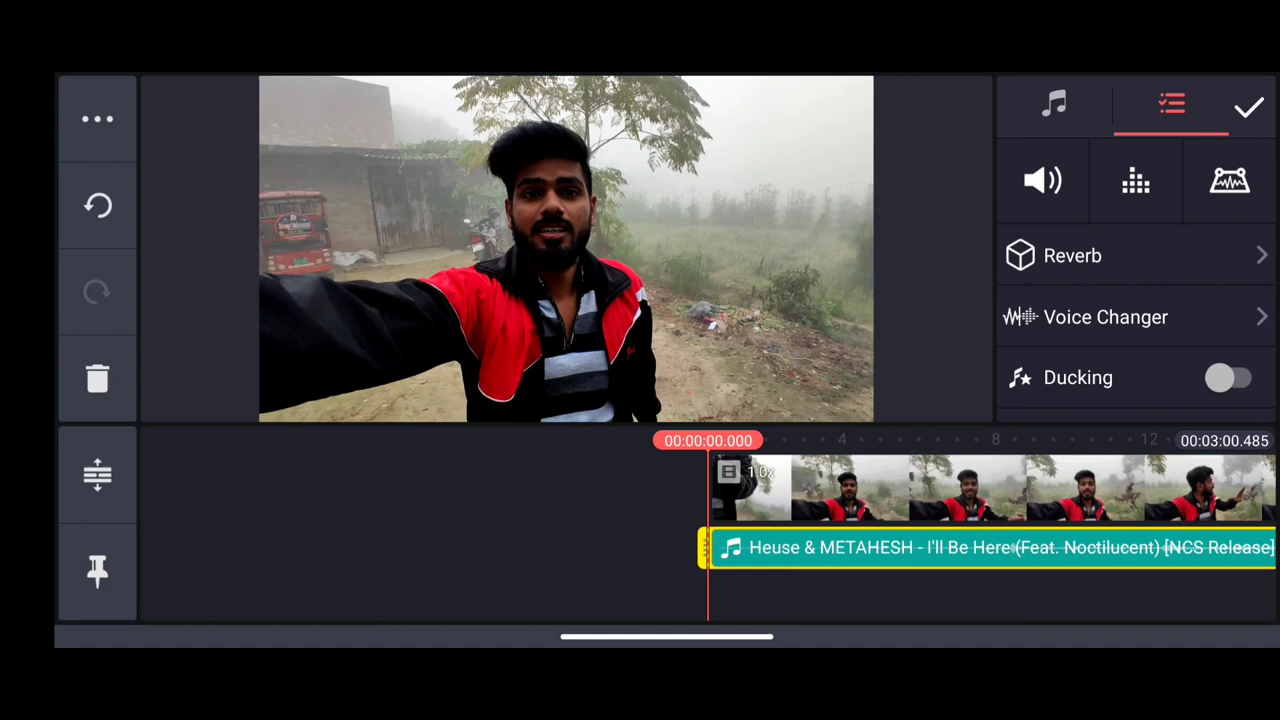 Reverb
Voice Changer
Ducking
00:00:00.000
4
8
12
00:03:00.485
1.0x
Heuse & METAHESH - I'll Be Here (Feat. Noctilucent) [NCS Release]